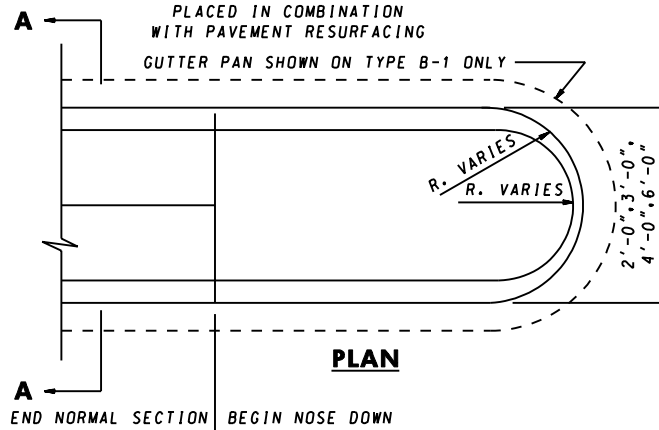 A
PLACED IN COMBINATION
WITH PAVEMENT RESURFACING
GUTTER PAN SHOWN ON TYPE B-1 ONLY
R. VARIES
R. VARIES
2'-0",3'-0",
4'-0",6'-0"
PLAN
A
END NORMAL SECTION
BEGIN NOSE DOWN